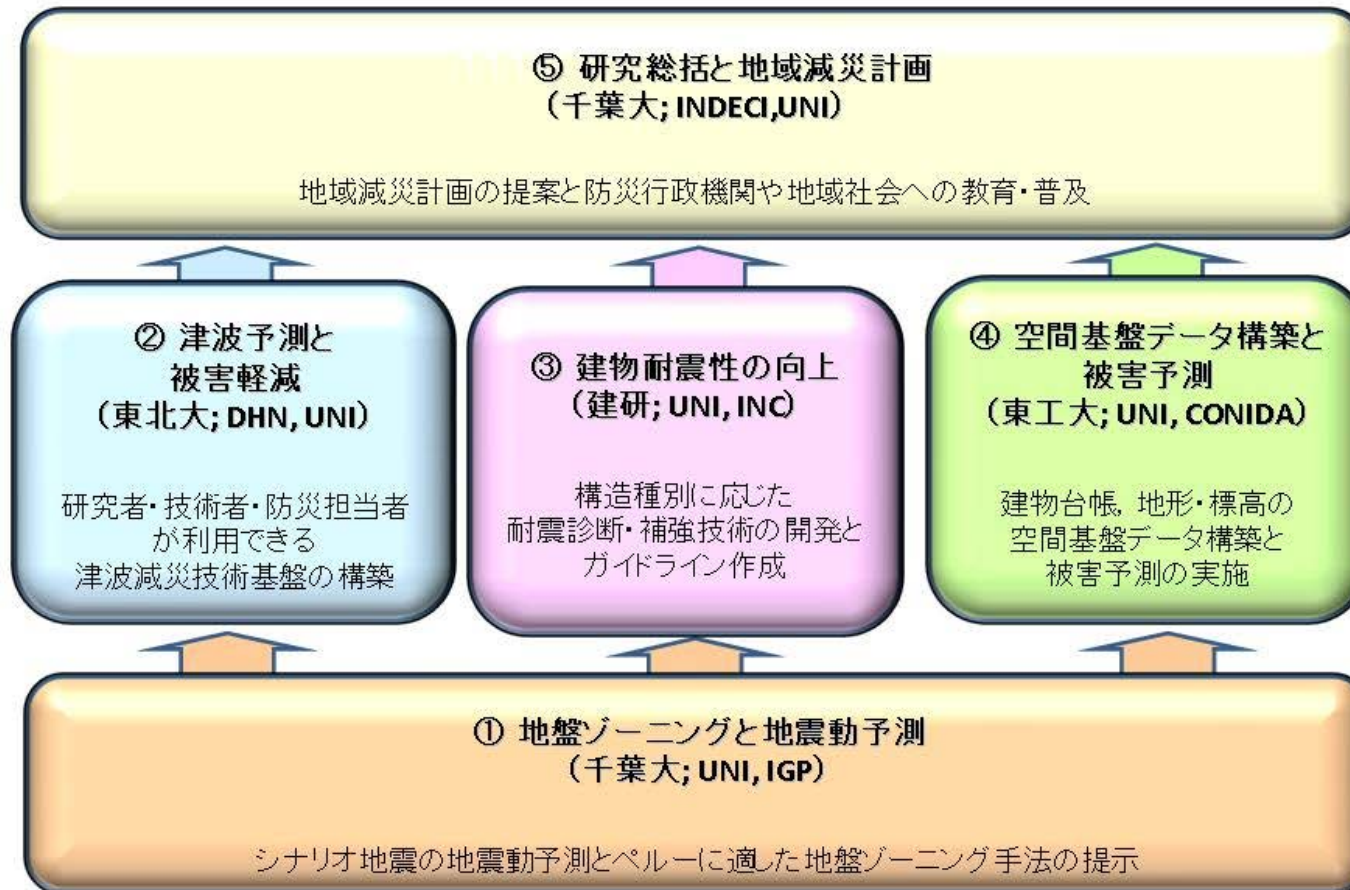 ⑤ 研究総括と地域減災計画
（千葉大; INDECI,UNI）
地域減災計画の提案と防災行政機関や地域社会への教育・普及
② 津波予測と
被害軽減
（東北大; DHN, UNI）
研究者・技術者・防災担当者
が利用できる
津波減災技術基盤の構築
③ 建物耐震性の向上
（建研; UNI, INC）
構造種別に応じた
耐震診断・補強技術の開発と
ガイドライン作成
④ 空間基盤データ構築と
被害予測
（東工大; UNI, CONIDA）
建物台帳, 地形・標高の
空間基盤データ構築と
被害予測の実施
① 地盤ゾーニングと地震動予測
（千葉大; UNI, IGP）
シナリオ地震の地震動予測とペルーに適した地盤ゾーニング手法の提示